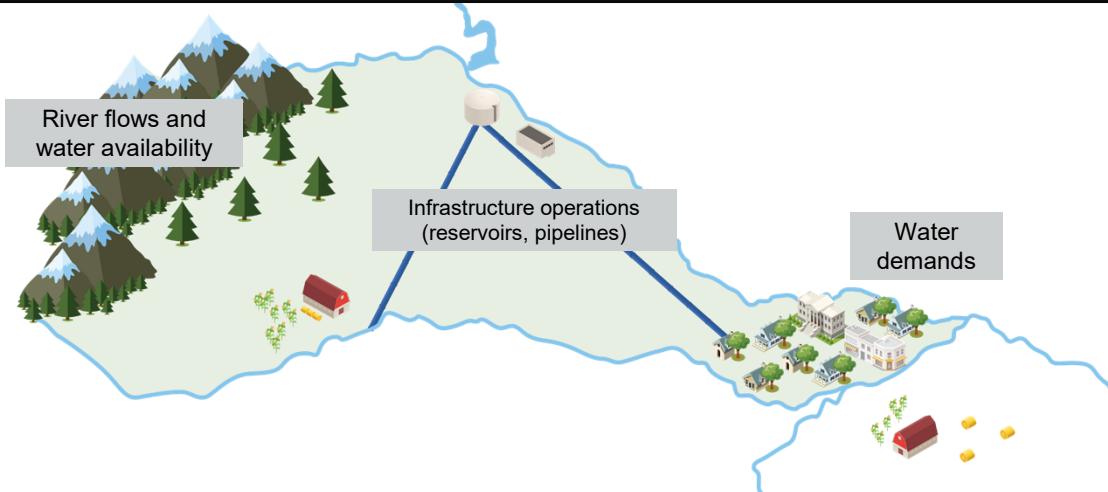 River flows and
water availability
Infrastructure operations
(reservoirs, pipelines)
Water
demands